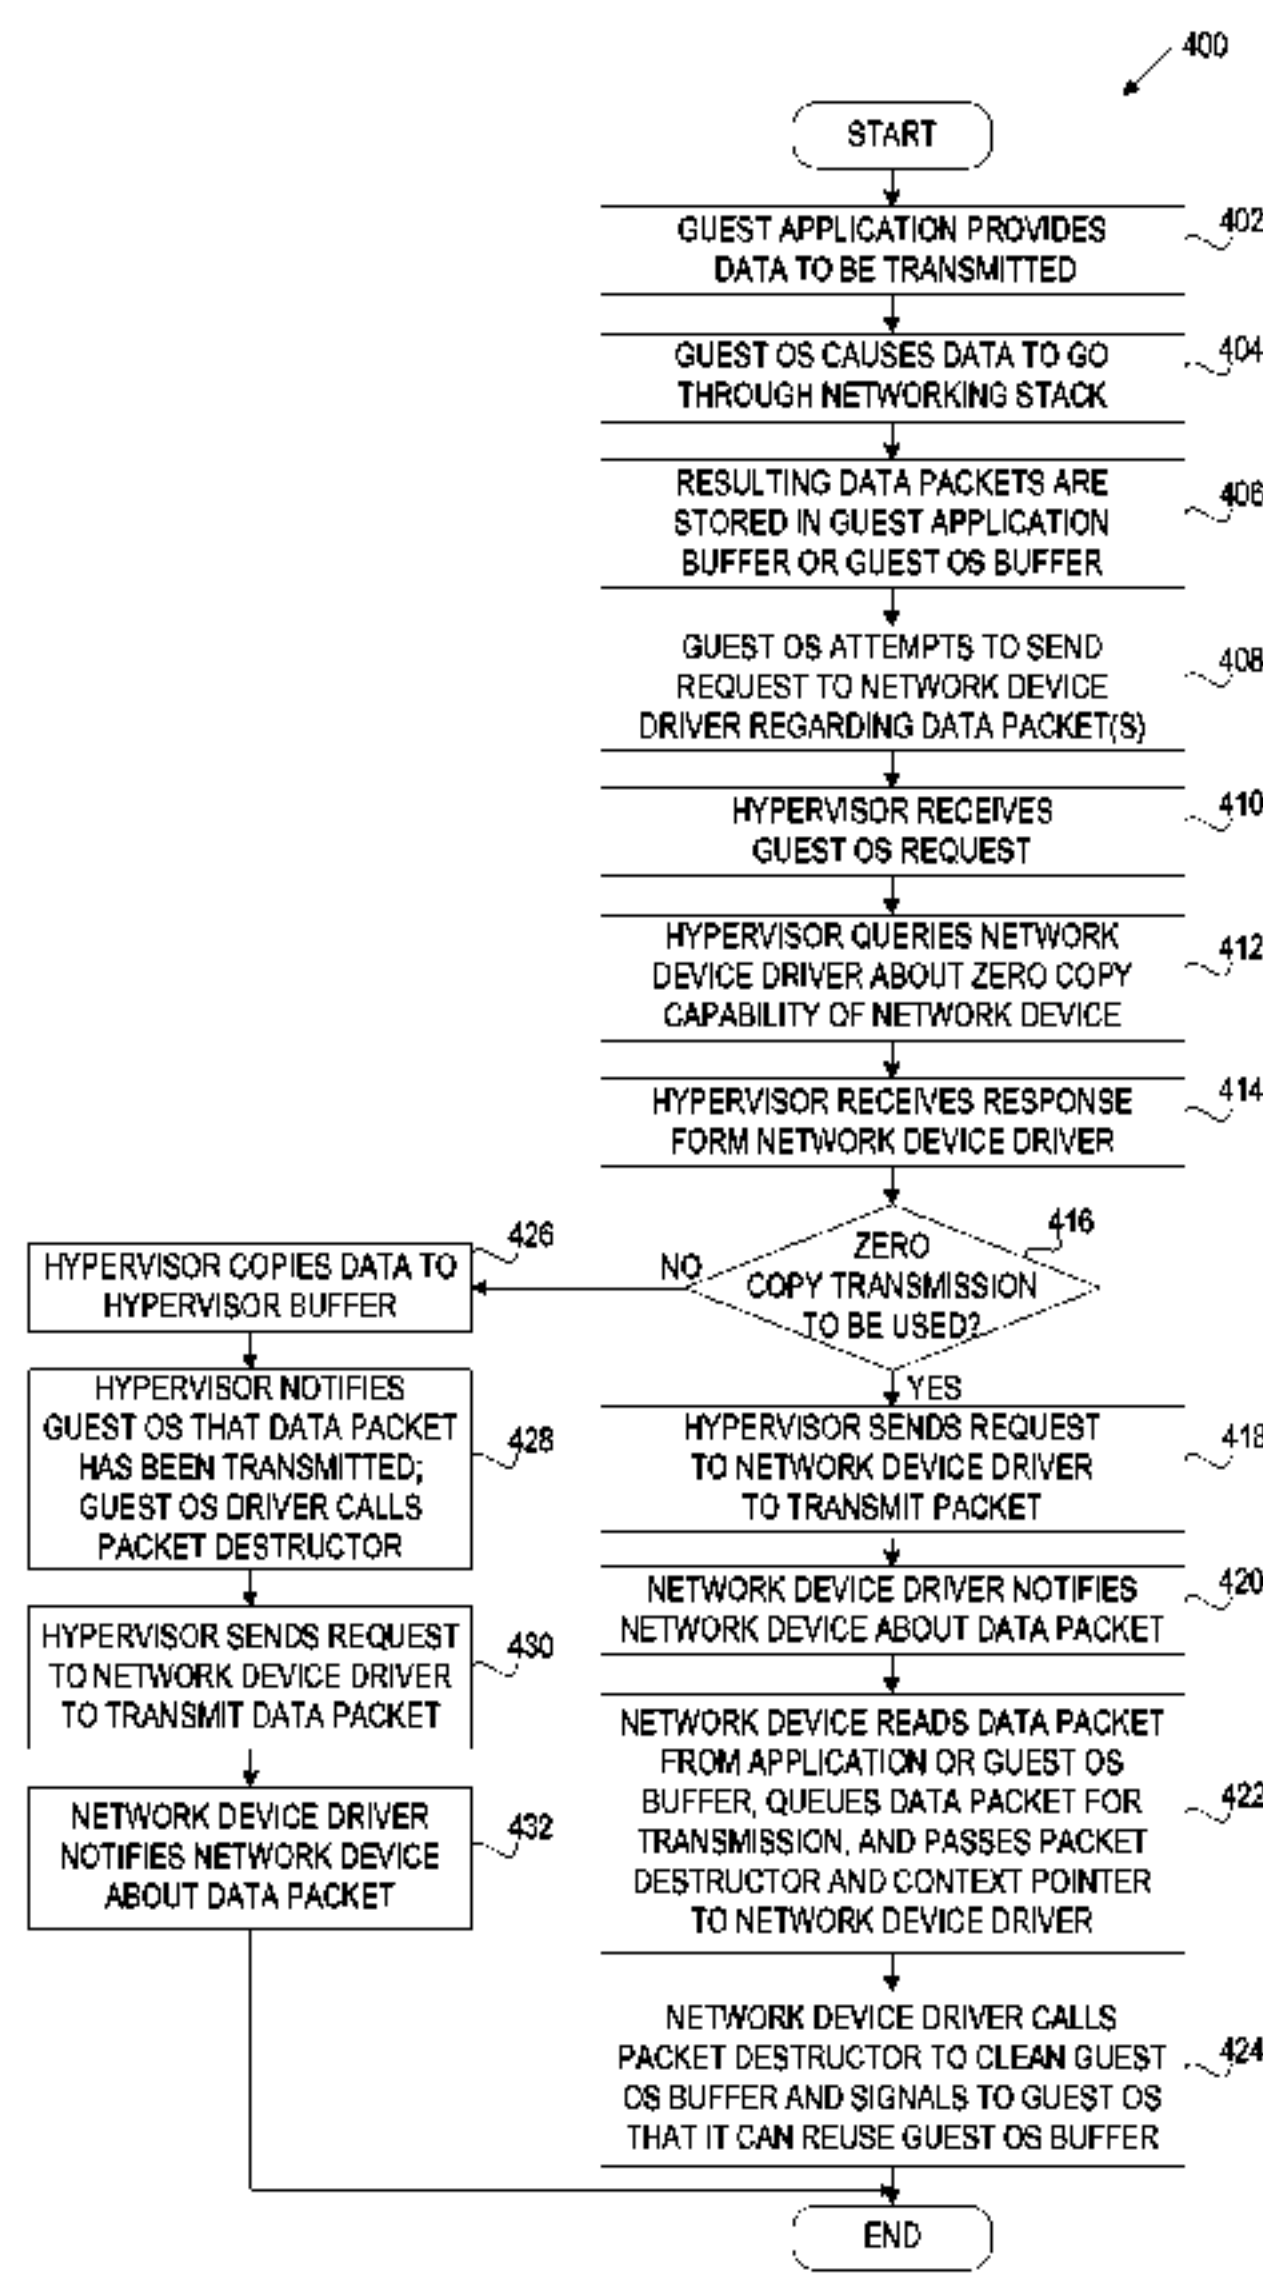 400
START
GUEST APPLICATION PROVIDES
DATA TO BE TRANSMITTED
402
GUEST OS CAUSES DATA TO GO
THROUGH NETWORKING STACK
404
RESULTING DATA PACKETS ARE
STORED IN GUEST APPLICATION
BUFFER OR GUEST OS BUFFER
406
GUEST OS ATTEMPTS TO SEND
REQUEST TO NETWORK DEVICE
DRIVER REGARDING DATA PACKET(S)
408
HYPERVISOR RECEIVES
GUEST OS REQUEST
410
HYPERVISOR QUERIES NETWORK
DEVICE DRIVER ABOUT ZERO COPY
CAPABILITY OF NETWORK DEVICE
412
HYPERVISOR RECEIVES RESPONSE
FORM NETWORK DEVICE DRIVER
414
ZERO
COPY TRANSMISSION
TO BE USED?
416
NO
YES
HYPERVISOR COPIES DATA TO
HYPERVISOR BUFFER
426
HYPERVISOR NOTIFIES
GUEST OS THAT DATA PACKET
HAS BEEN TRANSMITTED;
GUEST OS DRIVER CALLS
PACKET DESTRUCTOR
428
HYPERVISOR SENDS REQUEST
TO NETWORK DEVICE DRIVER
TO TRANSMIT DATA PACKET
430
NETWORK DEVICE DRIVER
NOTIFIES NETWORK DEVICE
ABOUT DATA PACKET
432
HYPERVISOR SENDS REQUEST
TO NETWORK DEVICE DRIVER
TO TRANSMIT PACKET
418
NETWORK DEVICE DRIVER NOTIFIES
NETWORK DEVICE ABOUT DATA PACKET
420
NETWORK DEVICE READS DATA PACKET
FROM APPLICATION OR GUEST OS
BUFFER, QUEUES DATA PACKET FOR
TRANSMISSION, AND PASSES PACKET
DESTRUCTOR AND CONTEXT POINTER
TO NETWORK DEVICE DRIVER
422
NETWORK DEVICE DRIVER CALLS
PACKET DESTRUCTOR TO CLEAN GUEST
OS BUFFER AND SIGNALS TO GUEST OS
THAT IT CAN REUSE GUEST OS BUFFER
424
END